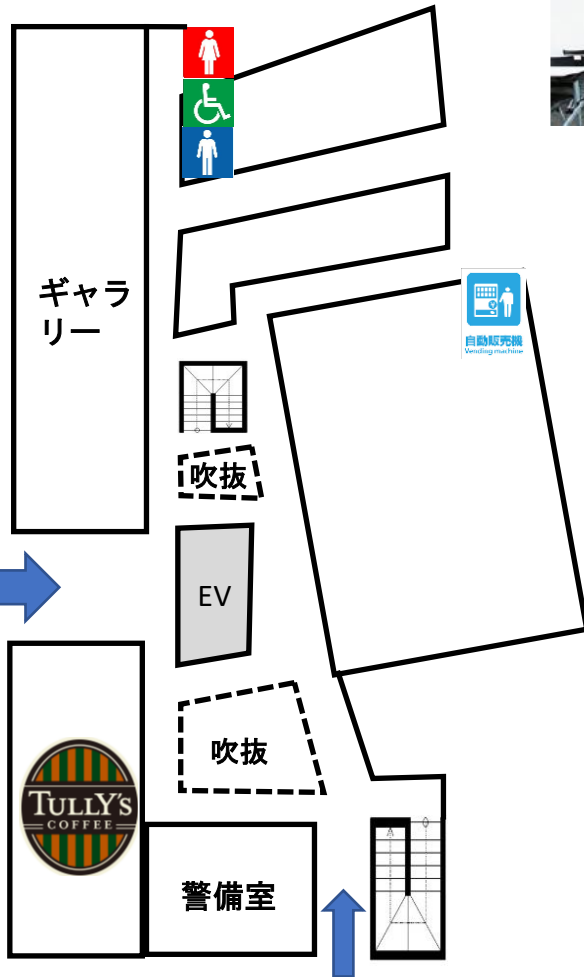 ギャラ
リー
自動販売機
Vending machine
吹抜
EV
吹抜
TULLY'S
COFFEE
警備室